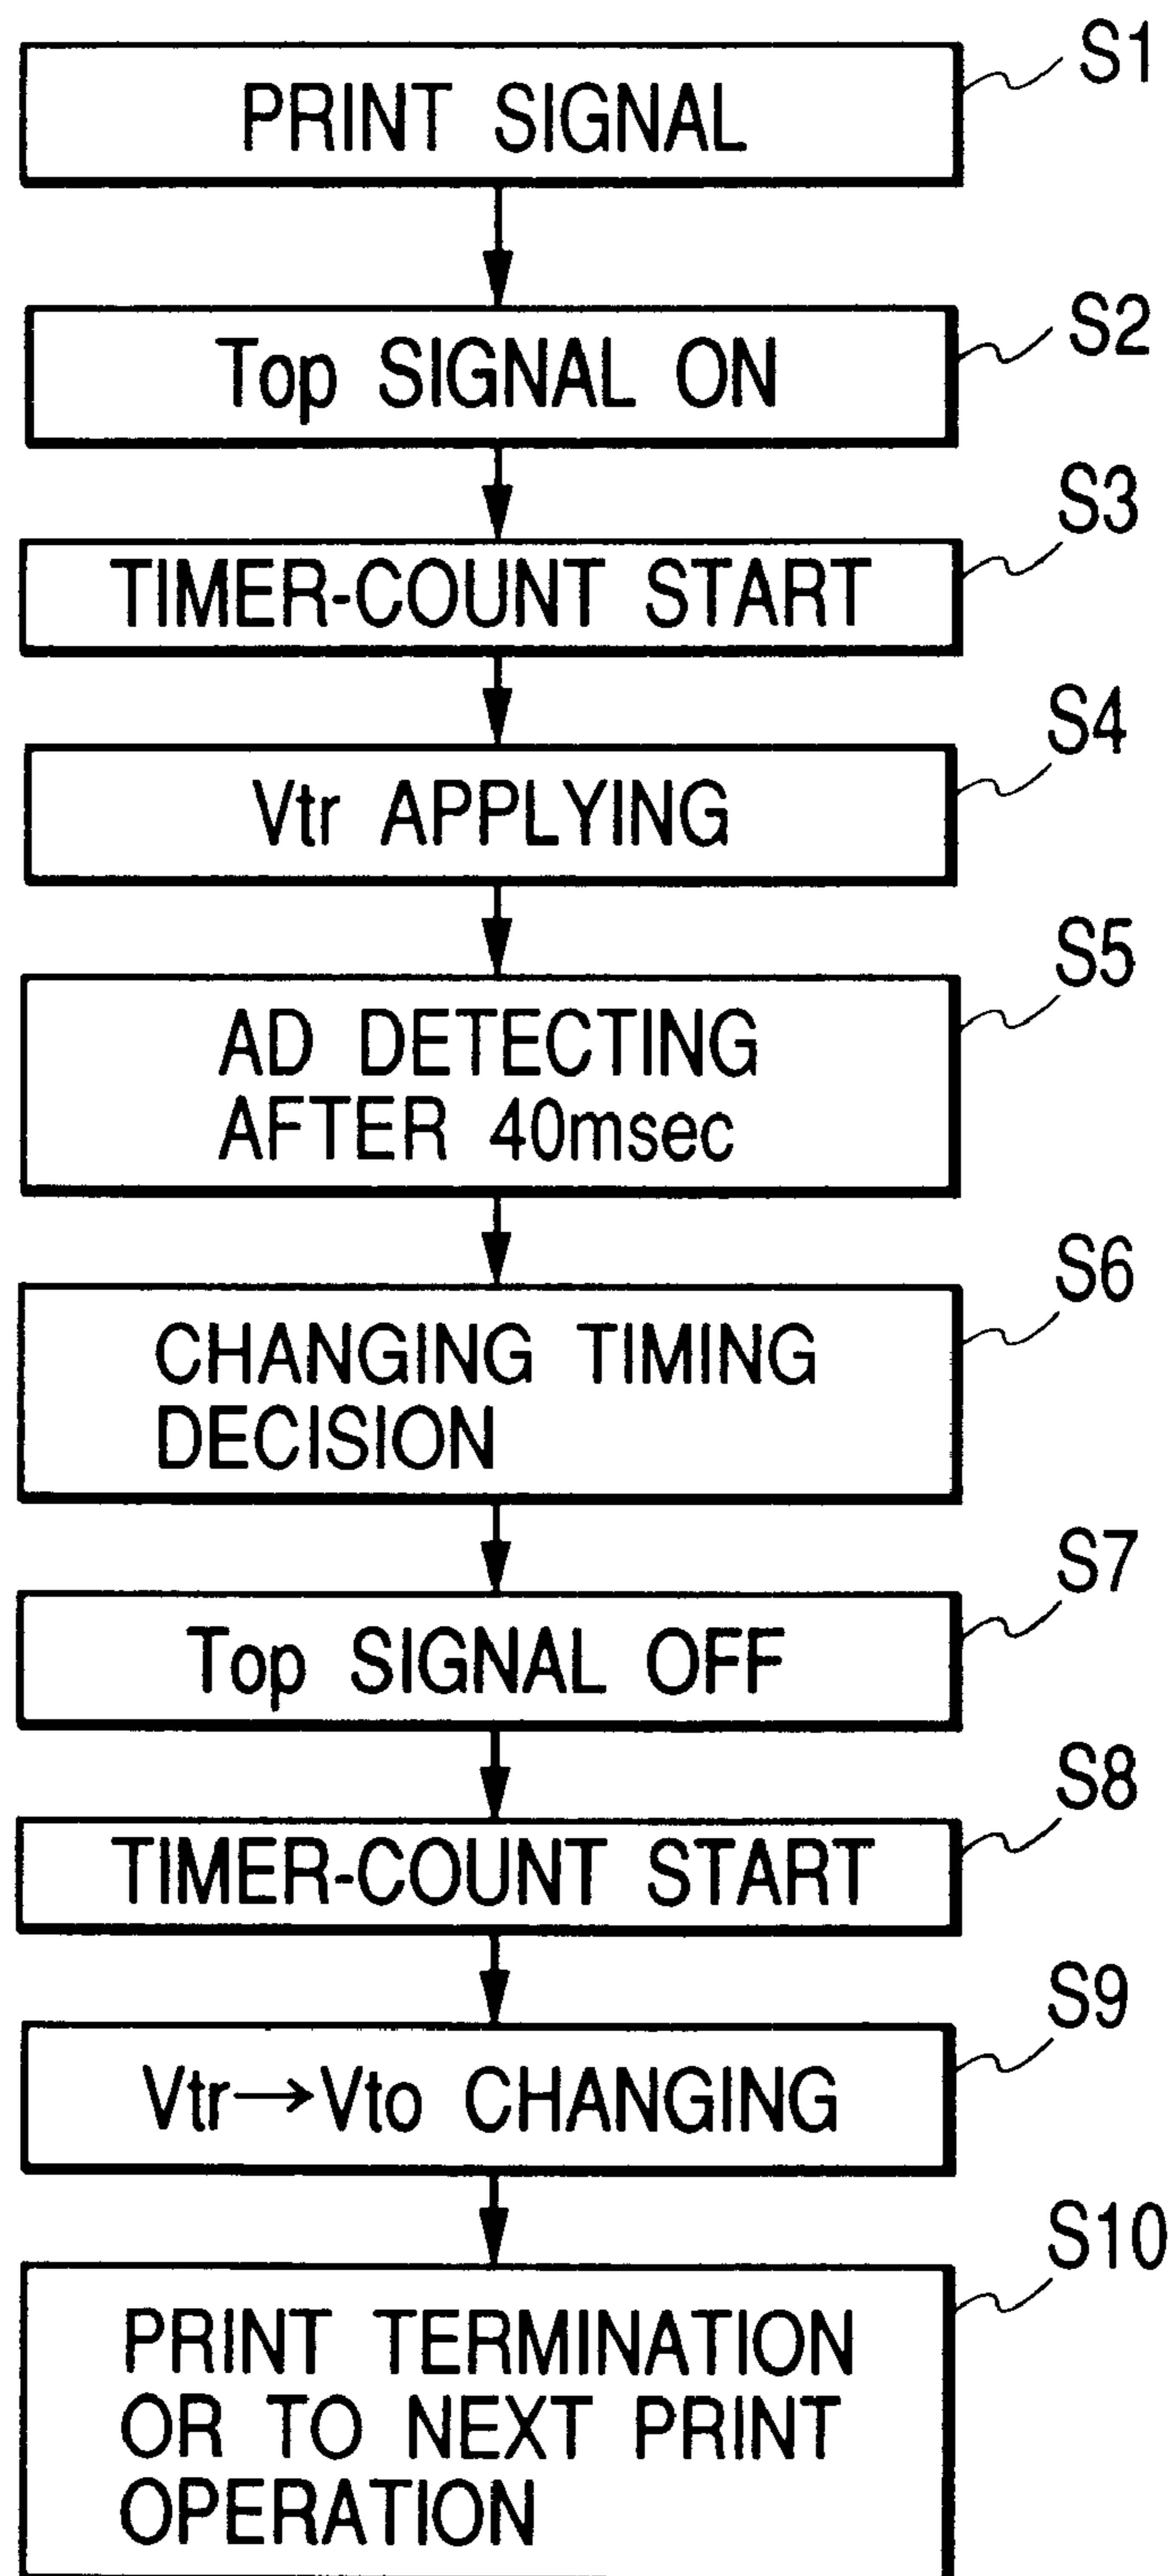 S1
PRINT SIGNAL
S2
Top SIGNAL ON
S3
TIMER-COUNT START
S4
Vtr APPLYING
S5
AD DETECTING
AFTER 40msec
S6
CHANGING TIMING
DECISION
S7
Top SIGNAL OFF
S8
TIMER-COUNT START
S9
Vtr→Vto CHANGING
S10
PRINT TERMINATION
OR TO NEXT PRINT
OPERATION